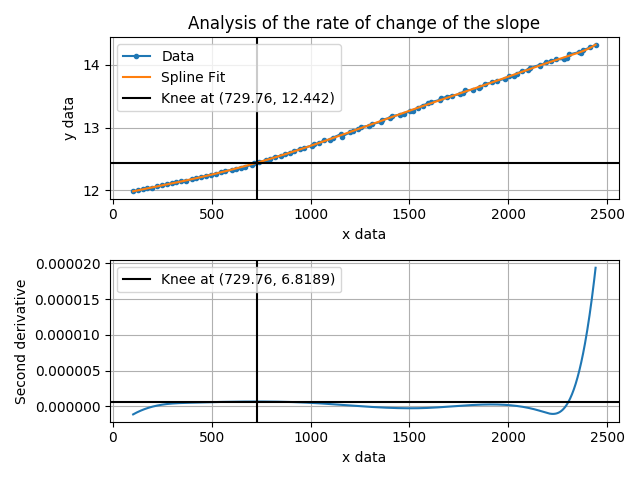 Analysis of the rate of change of the slope
Data
Spline Fit
Knee at (729.76, 12.442)
14
13
12
y data
0 500 1000 1500 2000 2500
x data
Knee at (729.76, 6.8189)
0.000020
0.000015
0.000010
0.000005
0.000000
Second derivative
0 500 1000 1500 2000 2500
x data